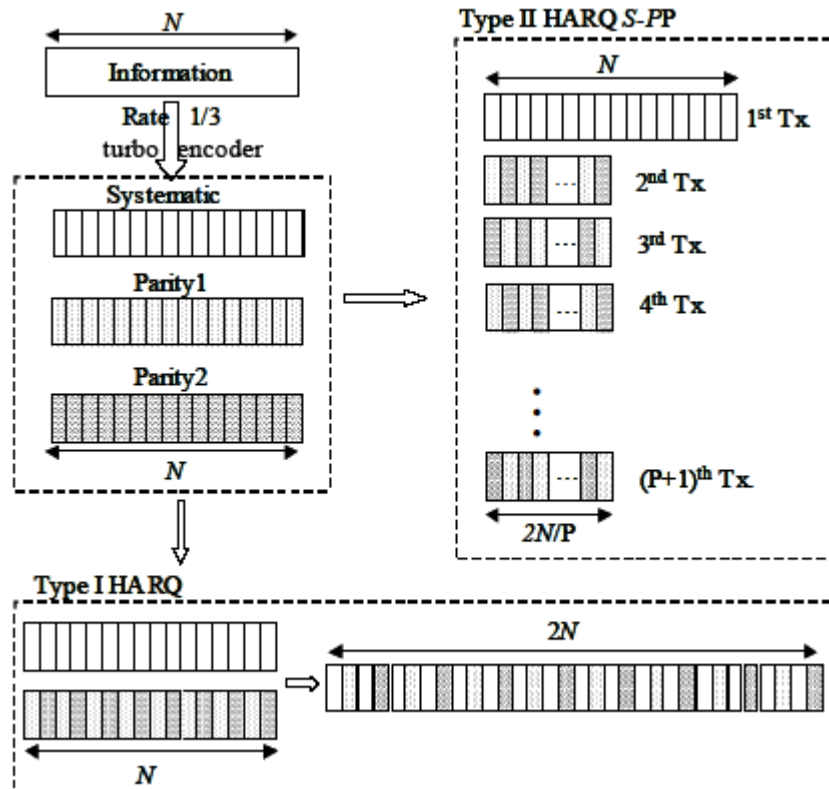 N
Information
Rate 1/3
turbo encoder
Systematic
Parity1
Parity2
N
Type II HARQ S-PP
N
1st Tx
2nd Tx
3rd Tx.
4th Tx
(P+1)th Tx
2N/P
Type I HARQ
N
2N